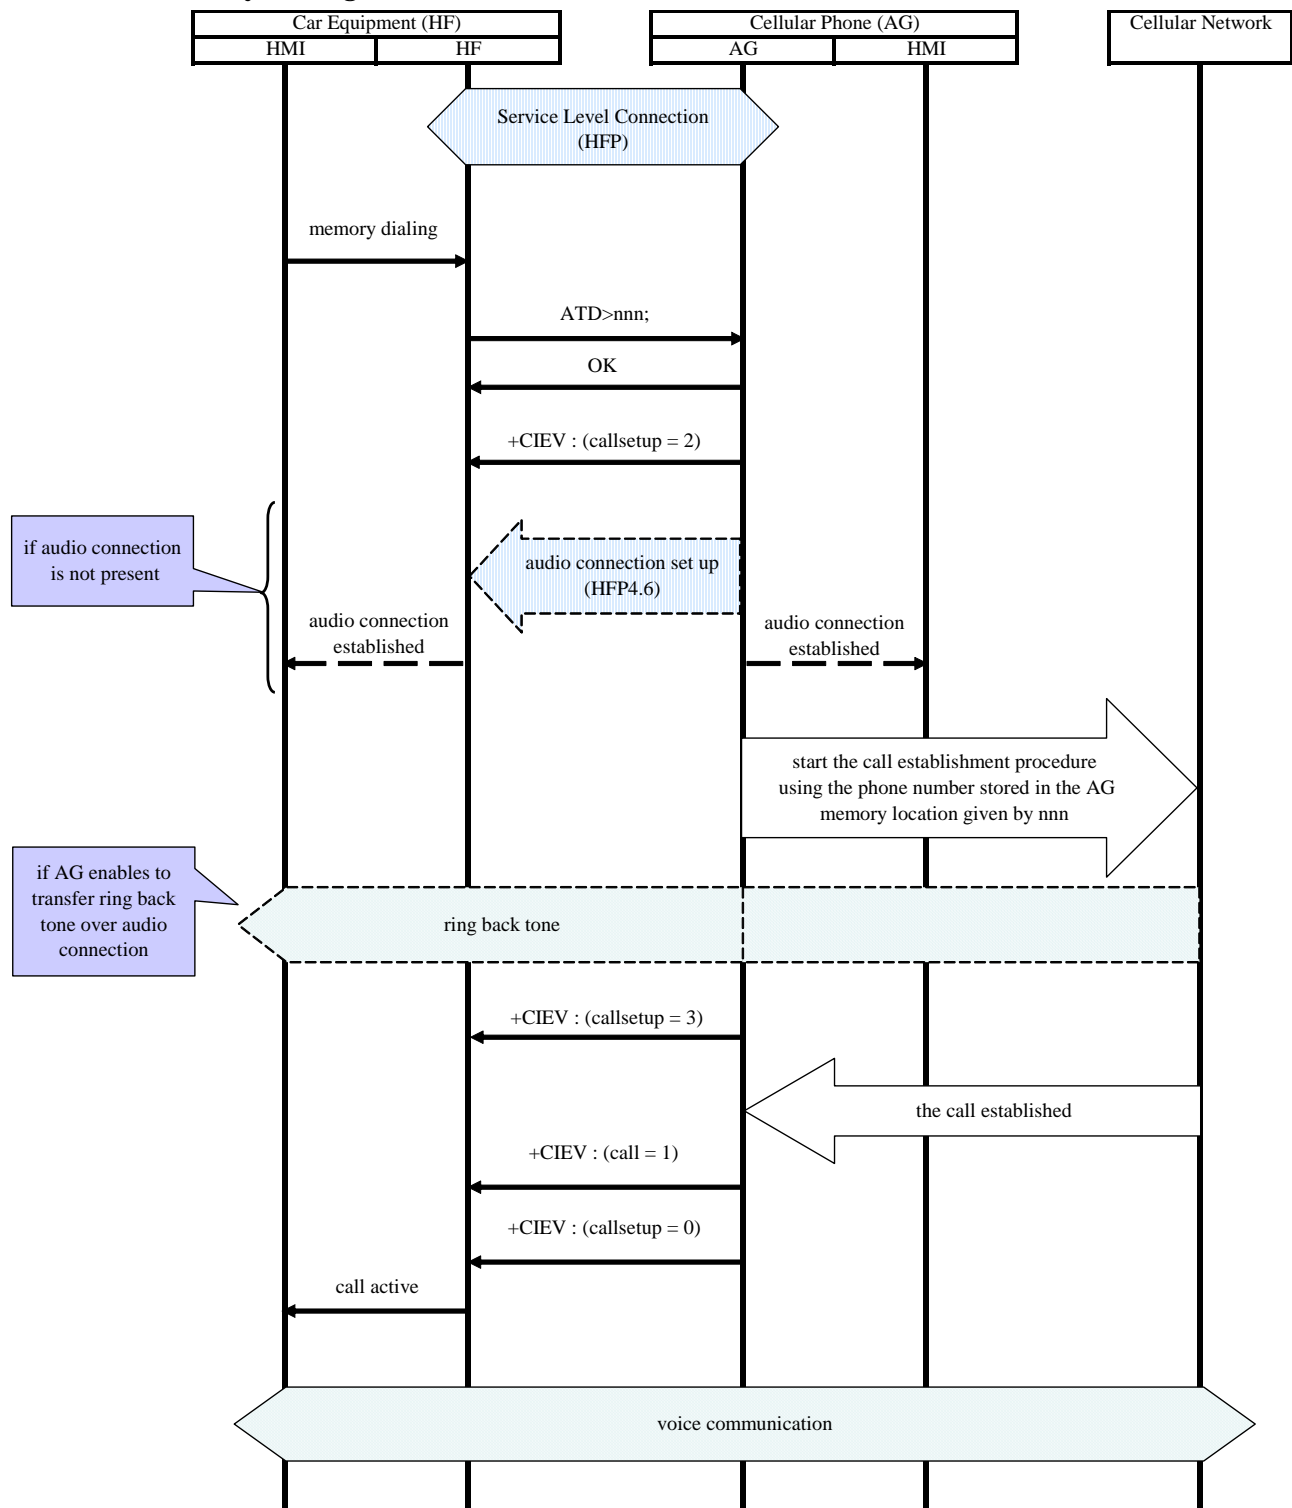 Car Equipment (HF)
Cellular Phone (AG)
Cellular Network
HMI
HF
AG
HMI
Service Level Connection
(HFP)
memory dialing
ATD>nnn;
OK
+CIEV : (callsetup = 2)
if audio connection
is not present
audio connection set up
(HFP4.6)
audio connection
established
audio connection
established
start the call establishment procedure
using the phone number stored in the AG
memory location given by nnn
if AG enables to
transfer ring back
tone over audio
connection
ring back tone
+CIEV : (callsetup = 3)
the call established
+CIEV : (call = 1)
+CIEV : (callsetup = 0)
call active
voice communication